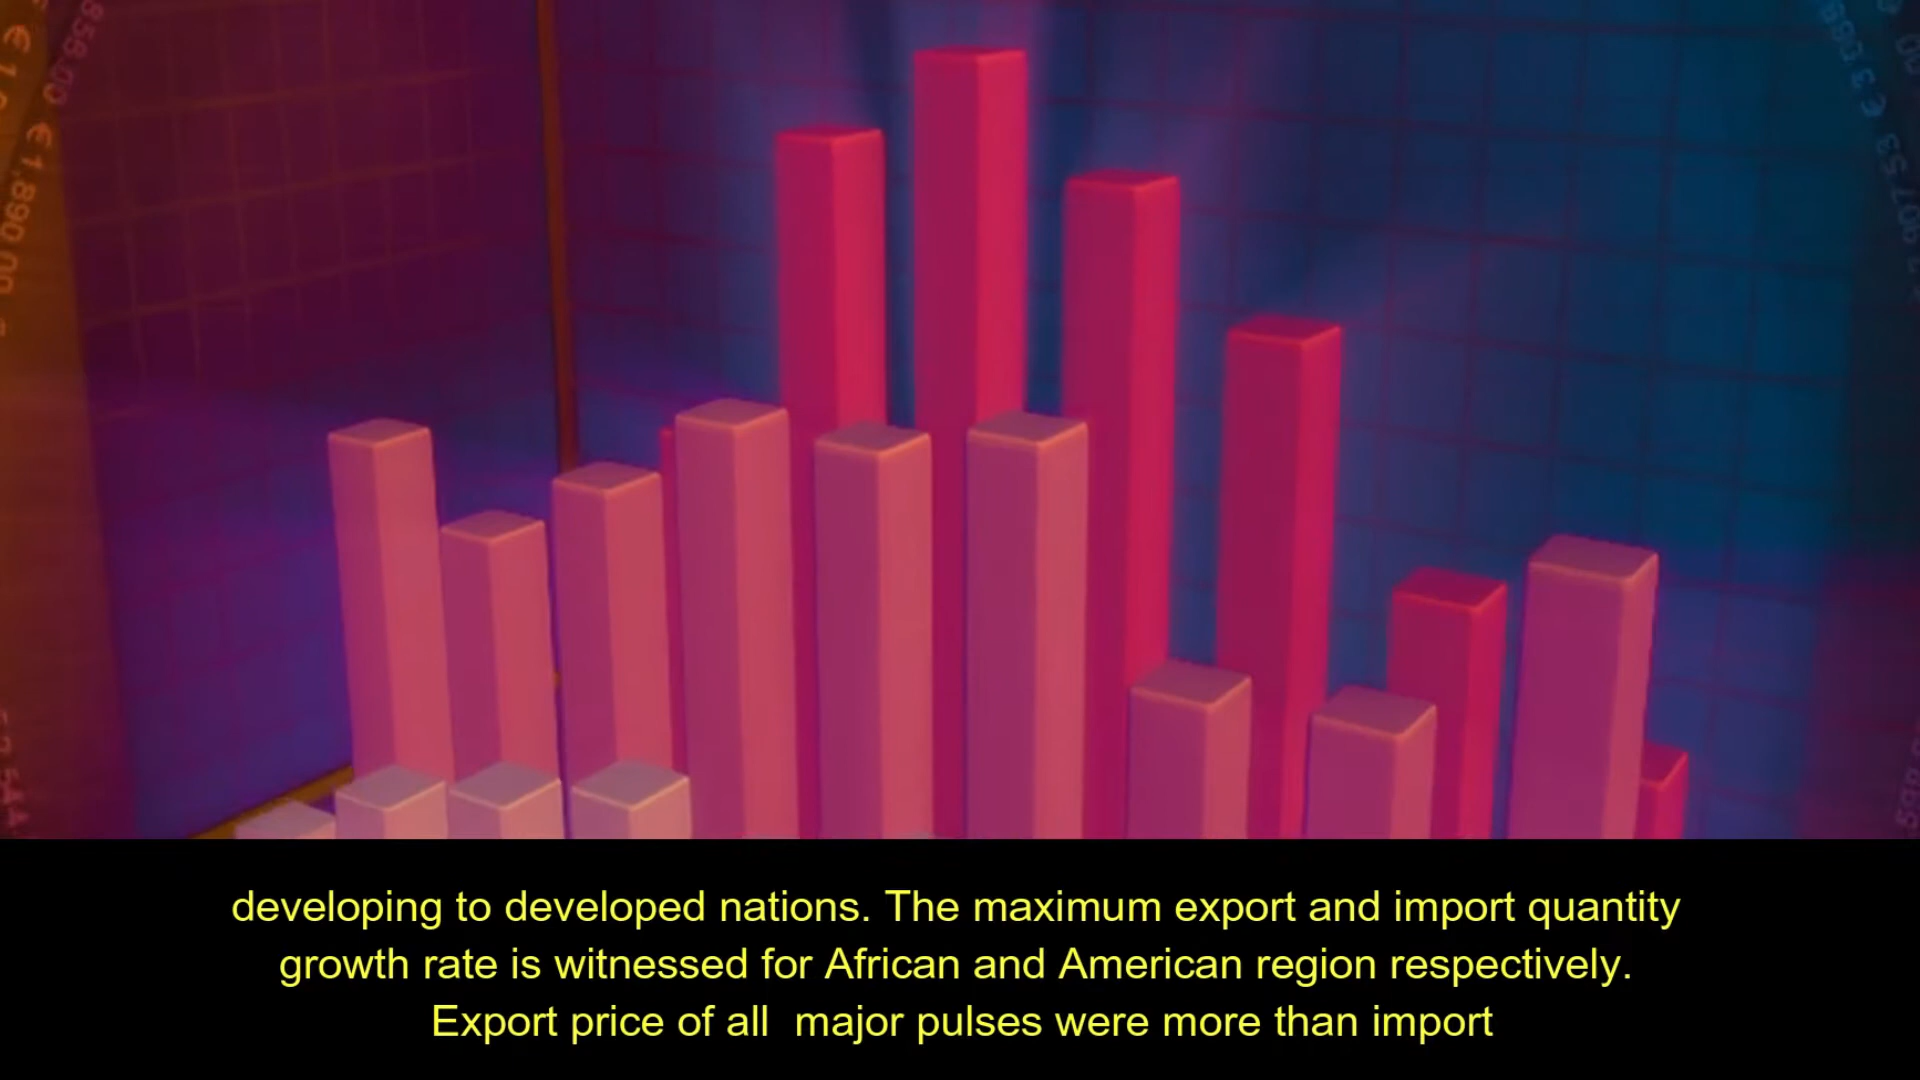 developing to developed nations. The maximum export and import quantity
growth rate is witnessed for African and American region respectively.
Export price of all  major pulses were more than import